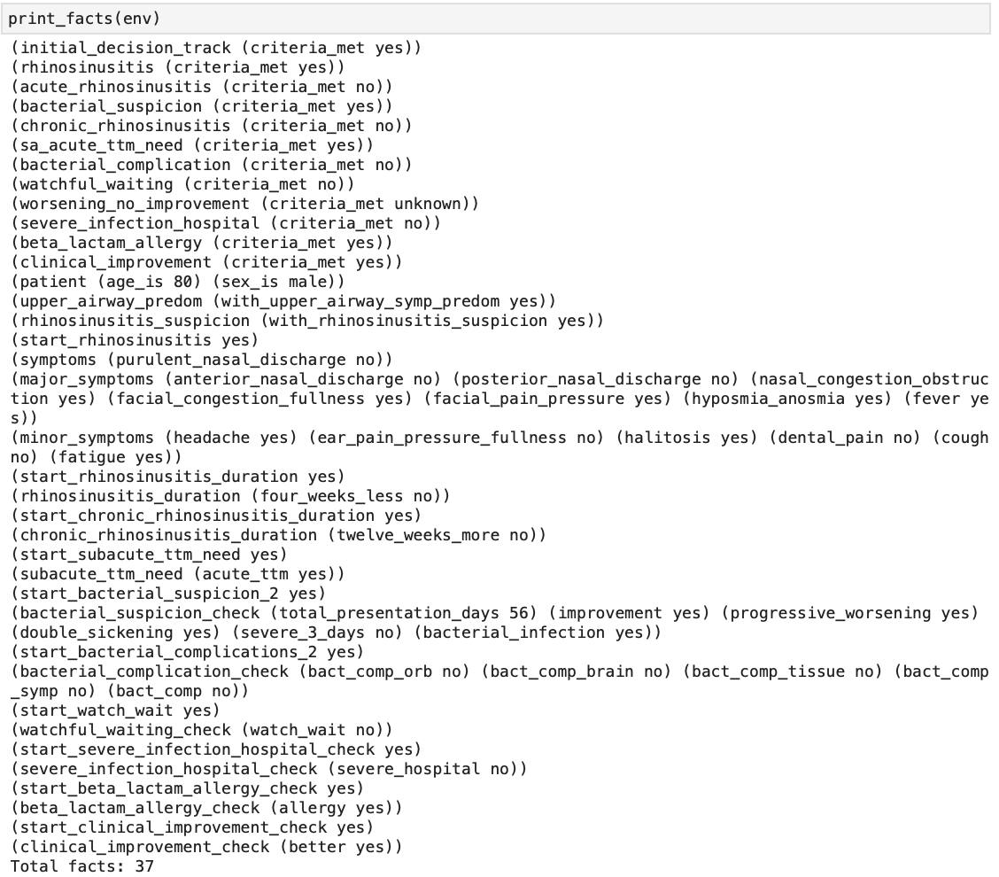 print_facts(env)
(initial_decision_track (criteria_met yes))
(rhinosinusitis (criteria_met yes))
(acute_rhinosinusitis (criteria_met no))
(bacterial_suspicion (criteria_met yes))
(chronic_rhinosinusitis (criteria_met no))
(sa_acute_ttm_need (criteria_met yes))
(bacterial_complication (criteria_met no))
(watchful_waiting (criteria_met no))
(worsening_no_improvement (criteria_met unknown))
(severe_infection_hospital (criteria_met no))
(beta_lactam_allergy (criteria_met yes))
(clinical_improvement (criteria_met yes))
(patient (age_is 80) (sex_is male))
(upper_airway_predom (with_upper_airway_symp_predom yes))
(rhinosinusitis_suspicion (with_rhinosinusitis_suspicion yes))
(start_rhinosinusitis yes)
(symptoms (purulent_nasal_discharge no))
(major_symptoms (anterior_nasal_discharge no) (posterior_nasal_discharge no) (nasal_congestion_obstruc
tion yes) (facial_congestion_fullness yes) (facial_pain_pressure yes) (hyposmia_anosmia yes) (fever ye
s))
(minor_symptoms (headache yes) (ear_pain_pressure_fullness no) (halitosis yes) (dental_pain no) (cough
no) (fatigue yes))
(start_rhinosinusitis_duration yes)
(rhinosinusitis_duration (four_weeks_less no))
(start_chronic_rhinosinusitis_duration yes)
(chronic_rhinosinusitis_duration (twelve_weeks_more no))
(start_subacute_ttm_need yes)
(subacute_ttm_need (acute_ttm yes))
(start_bacterial_suspicion_2 yes)
(bacterial_suspicion_check (total_presentation_days 56) (improvement yes) (progressive_worsening yes)
(double_sickening yes) (severe_3_days no) (bacterial_infection yes))
(start_bacterial_complications_2 yes)
(bacterial_complication_check (bact_comp_orb no) (bact_comp_brain no) (bact_comp_tissue no) (bact_comp
_symp no) (bact_comp no))
(start_watch_wait yes)
(watchful_waiting_check (watch_wait no))
(start_severe_infection_hospital_check yes)
(severe_infection_hospital_check (severe_hospital no))
(start_beta_lactam_allergy_check yes)
(beta_lactam_allergy_check (allergy yes))
(start_clinical_improvement_check yes)
(clinical_improvement_check (better yes))
Total facts: 37